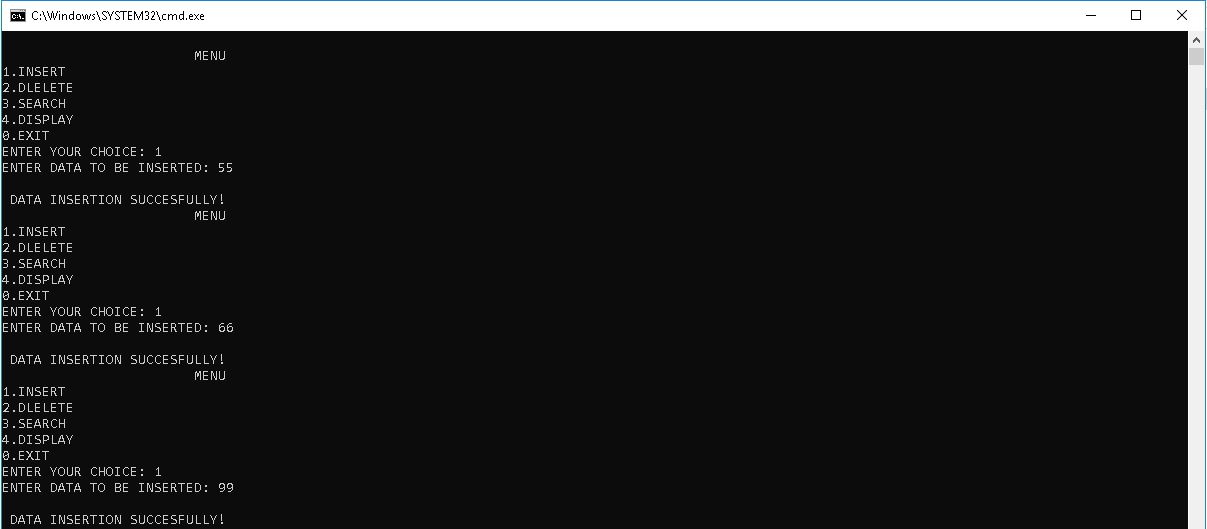 C:\Windows\SYSTEM32\cmd.exe
MENU
1.INSERT
2.DLELETE
3.SEARCH
4.DISPLAY
0.EXIT
ENTER YOUR CHOICE: 1
ENTER DATA TO BE INSERTED: 55
DATA INSERTION SUCCESFULLY!
MENU
1.INSERT
2.DLELETE
3.SEARCH
4.DISPLAY
0.EXIT
ENTER YOUR CHOICE: 1
ENTER DATA TO BE INSERTED: 66
DATA INSERTION SUCCESFULLY!
MENU
1.INSERT
2.DLELETE
3.SEARCH
4.DISPLAY
0.EXIT
ENTER YOUR CHOICE: 1
ENTER DATA TO BE INSERTED: 99
DATA INSERTION SUCCESFULLY!